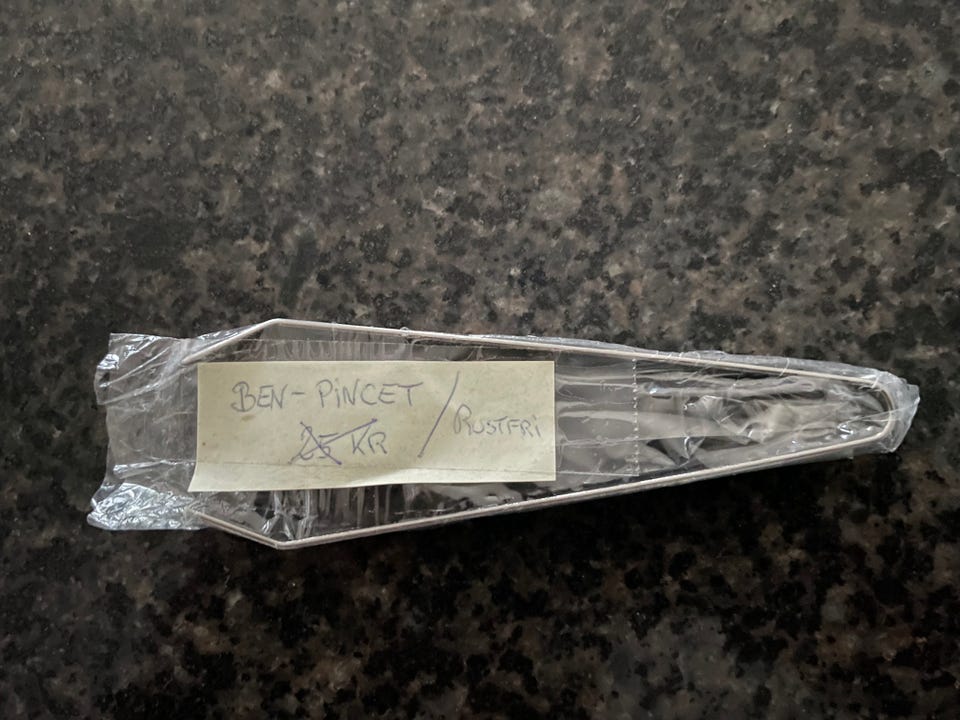 BEN-PINCET / RUSTFRI
KR